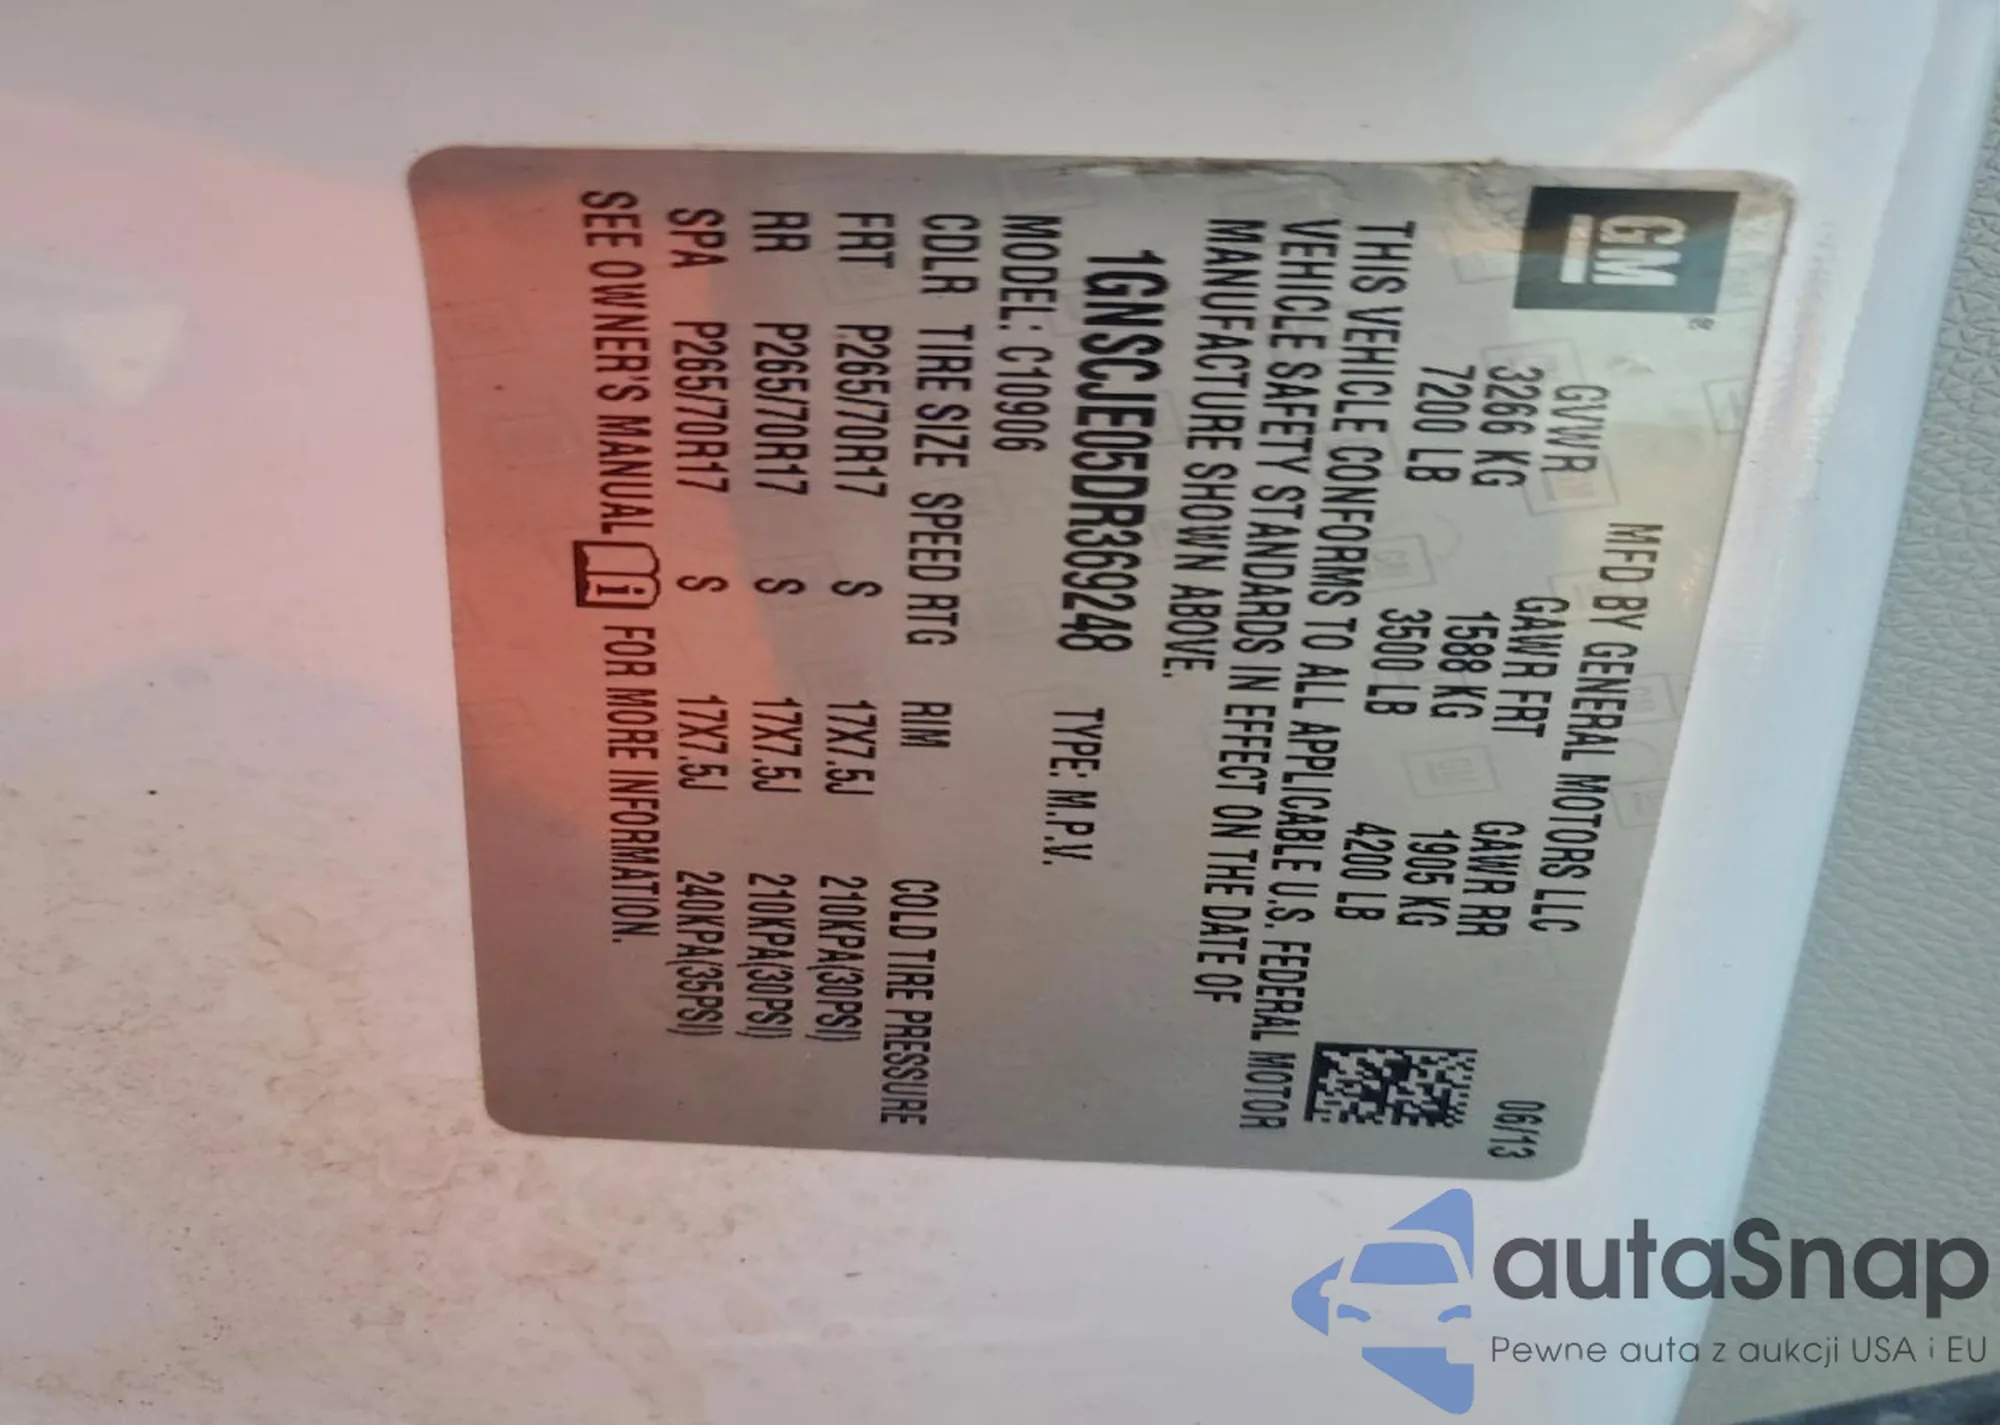 GM
MFD BY GENERAL MOTORS LLC 06/13
GVWR GAWR FRT GAWR RR
3266 KG 1588 KG 1905 KG
7200 LB 3500 LB 4200 LB
THIS VEHICLE CONFORMS TO ALL APPLICABLE U.S. FEDERAL MOTOR
VEHICLE SAFETY STANDARDS IN EFFECT ON THE DATE OF
MANUFACTURE SHOWN ABOVE.
1GNSCJE05DR369248 TYPE: M.P.V.
MODEL: C10906
CDLR TIRE SIZE SPEED RTG RIM COLD TIRE PRESSURE
FRT P265/70R17 S 17X7.5J 210KPA(30PSI)
RR P265/70R17 S 17X7.5J 210KPA(30PSI)
SPA P265/70R17 S 17X7.5J 240KPA(35PSI)
SEE OWNER'S MANUAL i FOR MORE INFORMATION.
autaSnap
Pewne auta z aukcji USA i EU